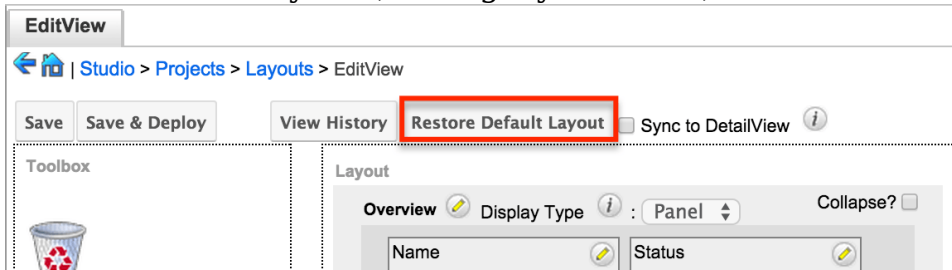 EditView
| Studio > Projects > Layouts > EditView
Save Save & Deploy View History Restore Default Layout Sync to DetailView i
Toolbox
Layout
Overview Display Type i : Panel Collapse?
Name Status